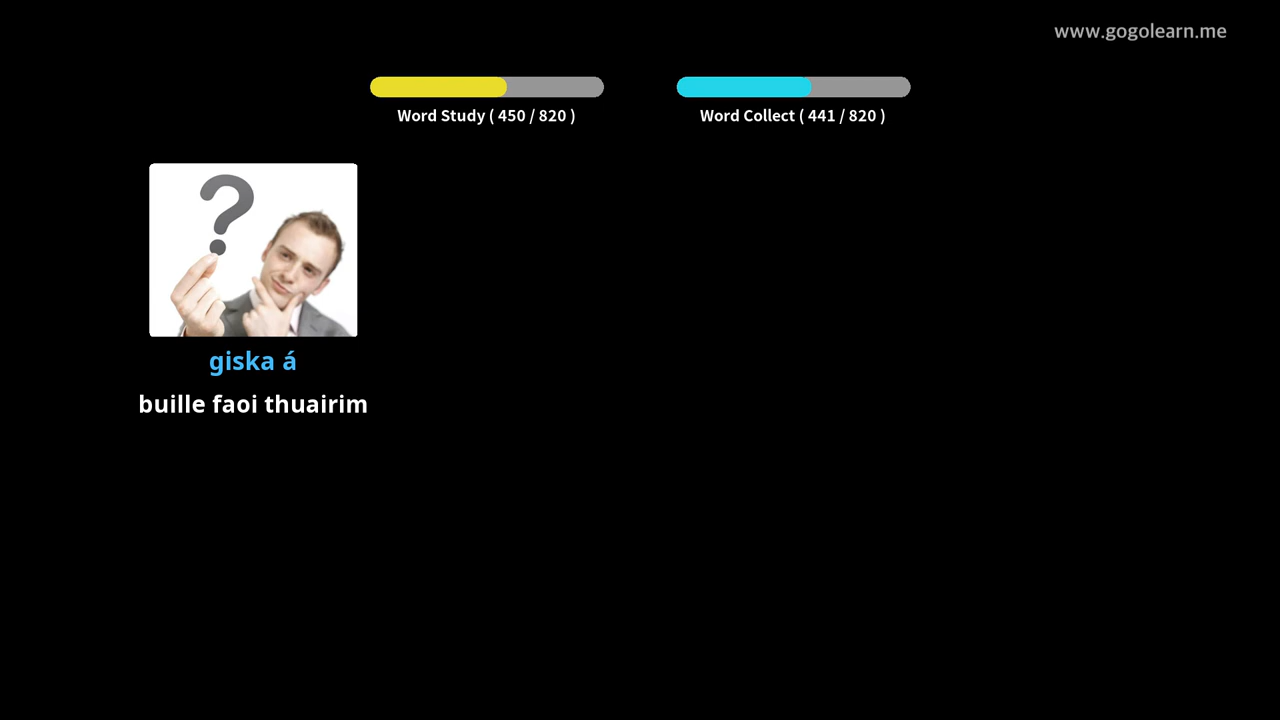 www.gogolearn.me
Word Study ( 450 / 820 )
Word Collect ( 441 / 820 )
?
giska á
buille faoi thuairim